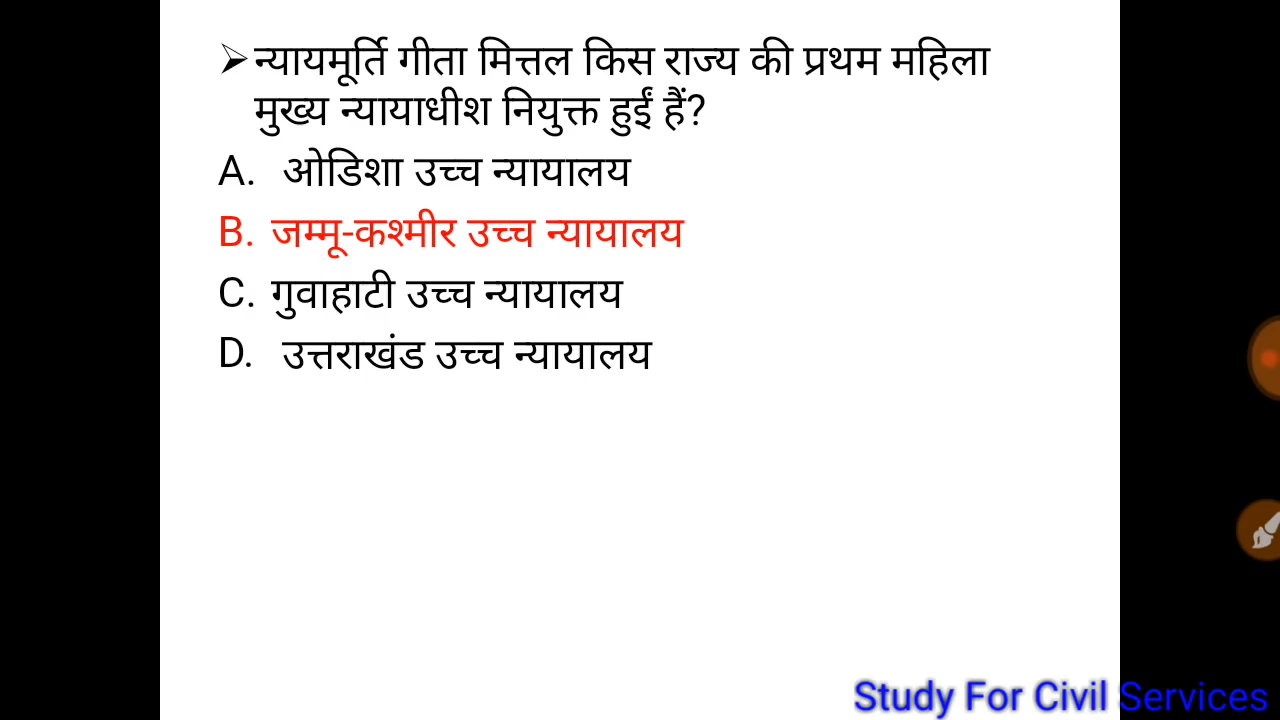 ➢ न्यायमूर्ति गीता मित्तल किस राज्य की प्रथम महिला
मुख्य न्यायाधीश नियुक्त हुईं हैं?
A. ओडिशा उच्च न्यायालय
B. जम्मू-कश्मीर उच्च न्यायालय
C. गुवाहाटी उच्च न्यायालय
D. उत्तराखंड उच्च न्यायालय
Study For Civil Services